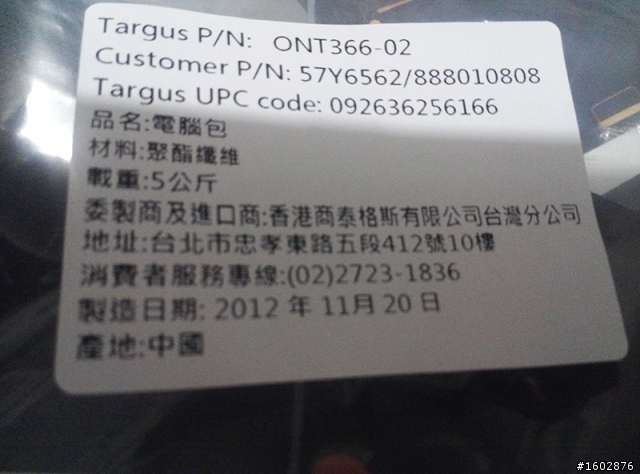 Targus P/N: ONT366-02
Customer P/N: 57Y6562/888010808
Targus UPC code: 092636256166
品名:電腦包
材料:聚酯纖維
載重:5公斤
委製商及進口商:香港商泰格斯有限公司台灣分公司
地址:台北市忠孝東路五段412號10樓
消費者服務專線:(02)2723-1836
製造日期: 2012 年 11月 20 日
產地:中國
#1602876